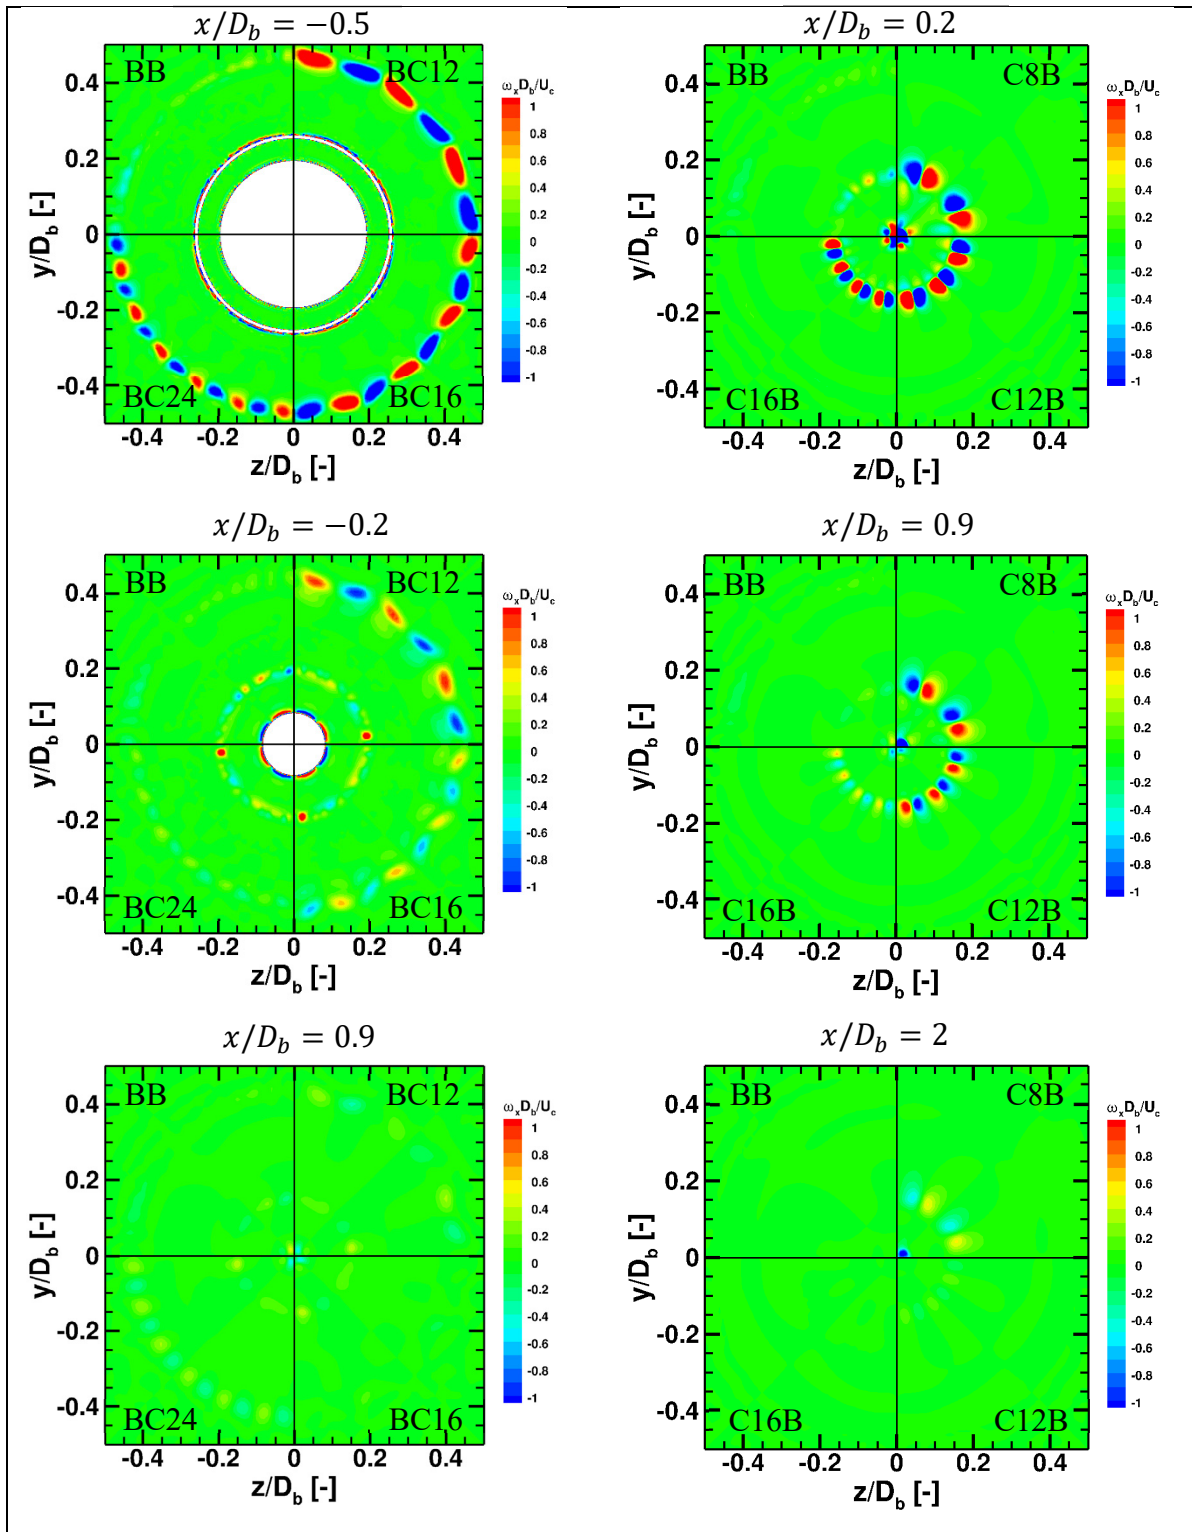 x/D_b = −0.5
BB BC12
ω_xD_b/U_c
1
0.8
0.6
0.4
0.2
0
-0.2
-0.4
-0.6
-0.8
-1
0.4
0.2
0
-0.2
-0.4
y/D_b [-]
BC24 BC16
-0.4 -0.2 0 0.2 0.4
z/D_b [-]
x/D_b = 0.2
BB C8B
ω_xD_b/U_c
1
0.8
0.6
0.4
0.2
0
-0.2
-0.4
-0.6
-0.8
-1
0.4
0.2
0
-0.2
-0.4
y/D_b [-]
C16B C12B
-0.4 -0.2 0 0.2 0.4
z/D_b [-]
x/D_b = −0.2
BB BC12
ω_xD_b/U_c
1
0.8
0.6
0.4
0.2
0
-0.2
-0.4
-0.6
-0.8
-1
0.4
0.2
0
-0.2
-0.4
y/D_b [-]
BC24 BC16
-0.4 -0.2 0 0.2 0.4
z/D_b [-]
x/D_b = 0.9
BB C8B
ω_xD_b/U_c
1
0.8
0.6
0.4
0.2
0
-0.2
-0.4
-0.6
-0.8
-1
0.4
0.2
0
-0.2
-0.4
y/D_b [-]
C16B C12B
-0.4 -0.2 0 0.2 0.4
z/D_b [-]
x/D_b = 0.9
BB BC12
ω_xD_b/U_c
1
0.8
0.6
0.4
0.2
0
-0.2
-0.4
-0.6
-0.8
-1
0.4
0.2
0
-0.2
-0.4
y/D_b [-]
BC24 BC16
-0.4 -0.2 0 0.2 0.4
z/D_b [-]
x/D_b = 2
BB C8B
ω_xD_b/U_c
1
0.8
0.6
0.4
0.2
0
-0.2
-0.4
-0.6
-0.8
-1
0.4
0.2
0
-0.2
-0.4
y/D_b [-]
C16B C12B
-0.4 -0.2 0 0.2 0.4
z/D_b [-]